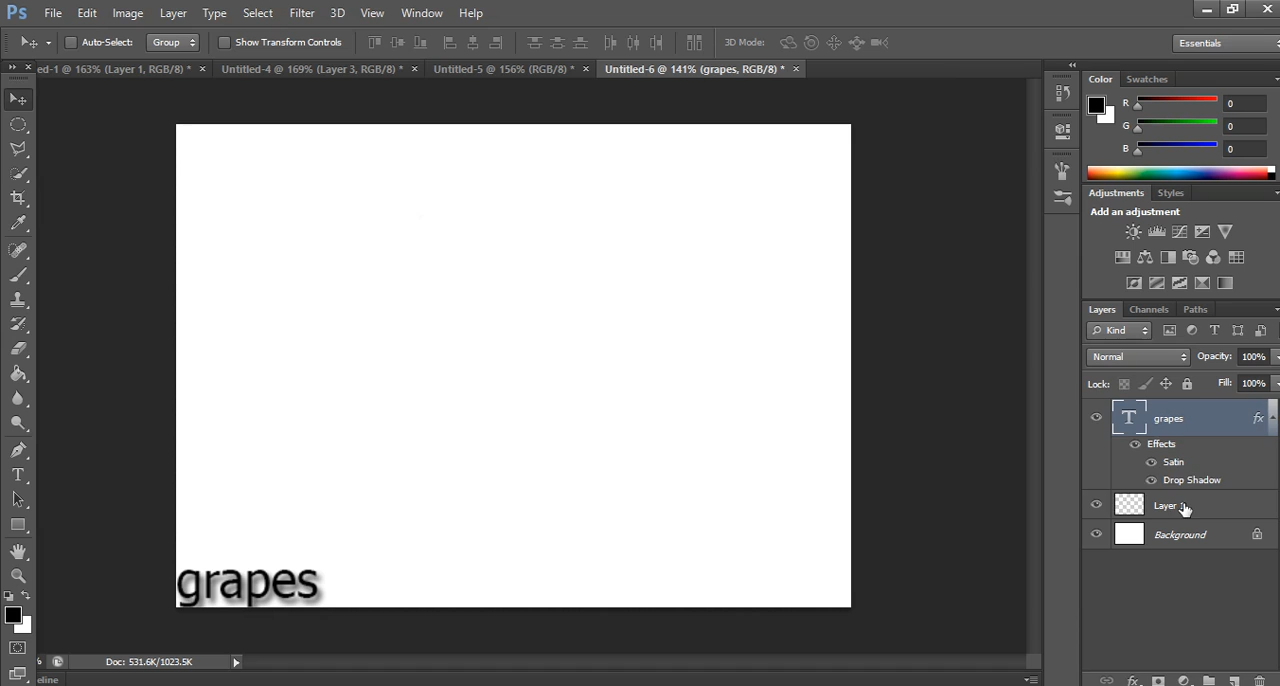 Ps File Edit Image Layer Type Select Filter 3D View Window Help
Auto-Select: Group Show Transform Controls 3D Mode: Essentials
ed-1 @ 163% (Layer 1, RGB/8) * × Untitled-4 @ 169% (Layer 3, RGB/8) * × Untitled-5 @ 156% (RGB/8) * × Untitled-6 @ 141% (grapes, RGB/8) * ×
Color Swatches
R 0
G 0
B 0
Adjustments Styles
Add an adjustment
Layers Channels Paths
Kind
Normal Opacity: 100%
Lock: Fill: 100%
T grapes fx
Effects
Satin
Drop Shadow
Layer
Background
grapes
% Doc: 531.6K/1023.5K
eline